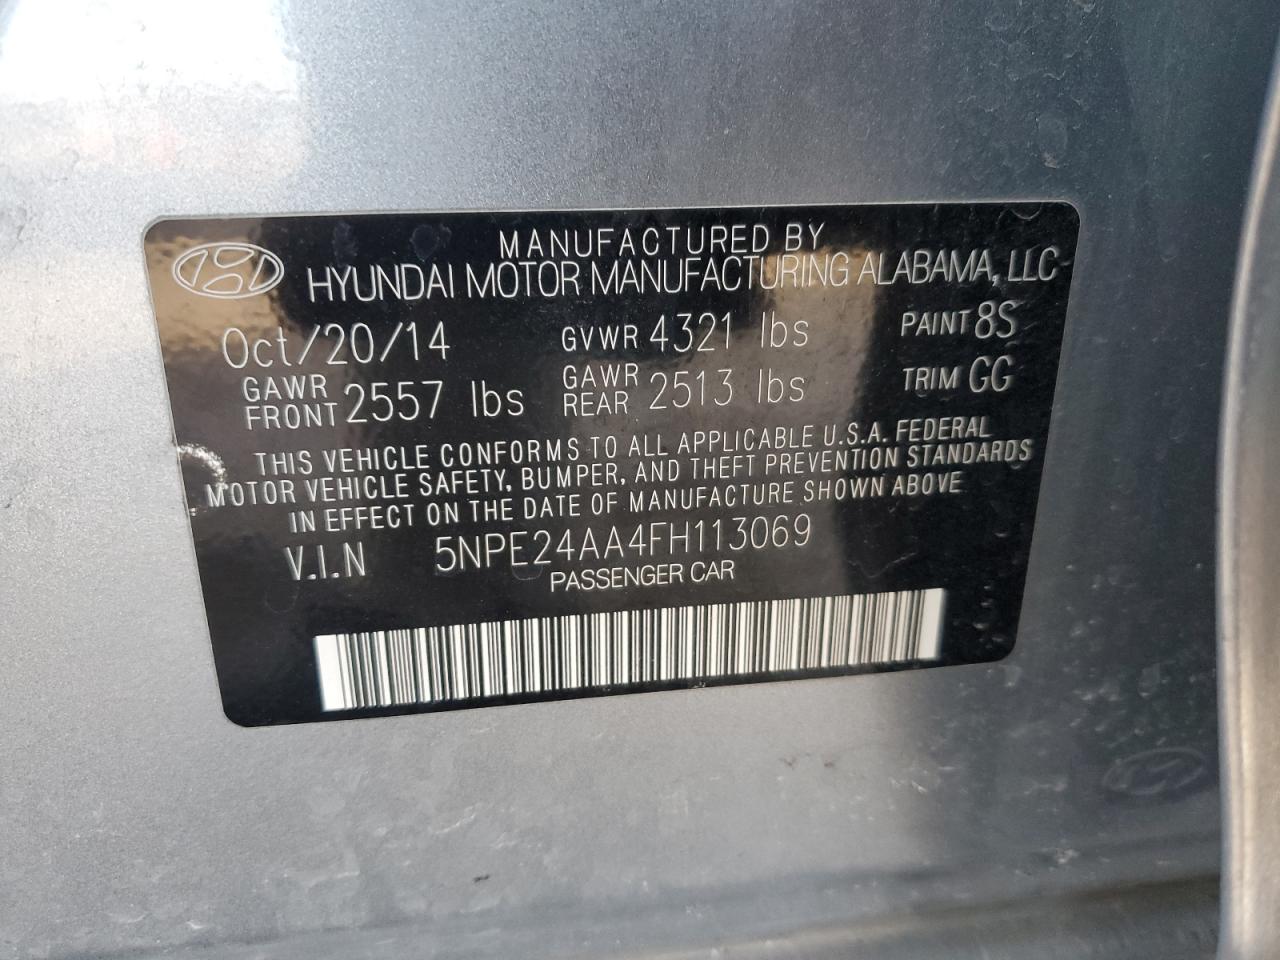 MANUFACTURED BY
HYUNDAI MOTOR MANUFACTURING ALABAMA, LLC
Oct/20/14 GVWR 4321 lbs PAINT 8S
GAWR FRONT 2557 lbs GAWR REAR 2513 lbs TRIM GG
THIS VEHICLE CONFORMS TO ALL APPLICABLE U.S.A. FEDERAL
MOTOR VEHICLE SAFETY, BUMPER, AND THEFT PREVENTION STANDARDS
IN EFFECT ON THE DATE OF MANUFACTURE SHOWN ABOVE
V.I.N 5NPE24AA4FH113069
PASSENGER CAR